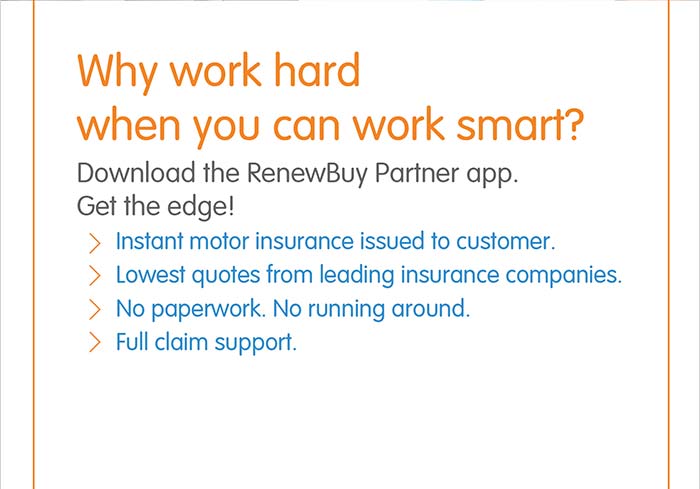 Why work hard
when you can work smart?
Download the RenewBuy Partner app.
Get the edge!
Instant motor insurance issued to customer.
Lowest quotes from leading insurance companies.
No paperwork. No running around.
Full claim support.